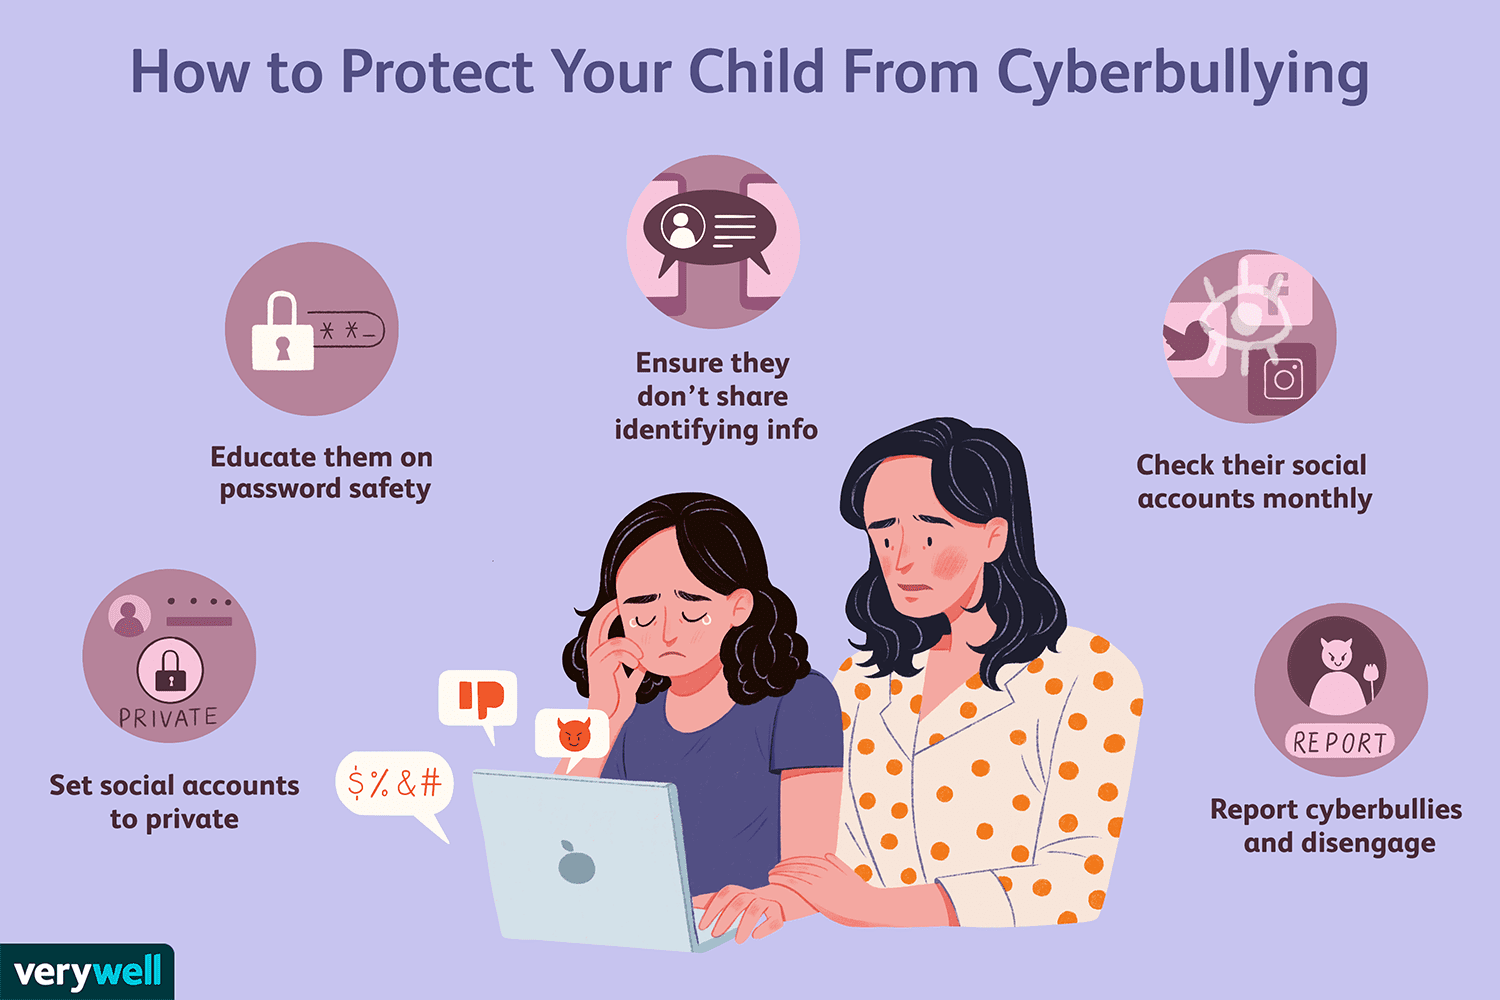 How to Protect Your Child From Cyberbullying
Ensure they
don’t share
identifying info
* * _
Educate them on
password safety
f
Check their social
accounts monthly
PRIVATE
Set social accounts
to private
$%&#
REPORT
Report cyberbullies
and disengage
verywell